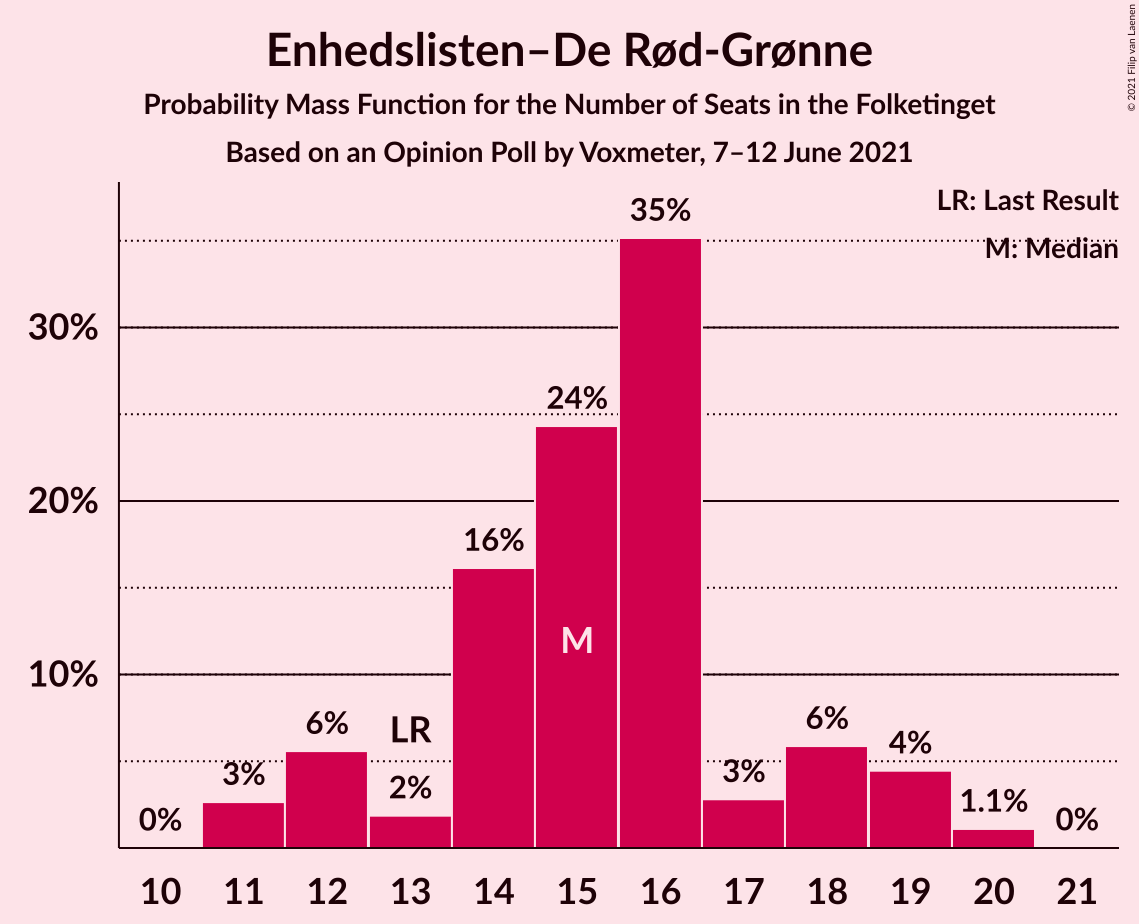 Enhedslisten–De Rød-Grønne
Probability Mass Function for the Number of Seats in the Folketinget
Based on an Opinion Poll by Voxmeter, 7–12 June 2021
© 2021 Filip van Laenen
LR: Last Result
M: Median
35%
30%
24%
20%
16%
M
10%
LR
6%
6%
4%
3%
3%
2%
1.1%
0%
0%
10 11 12 13 14 15 16 17 18 19 20 21